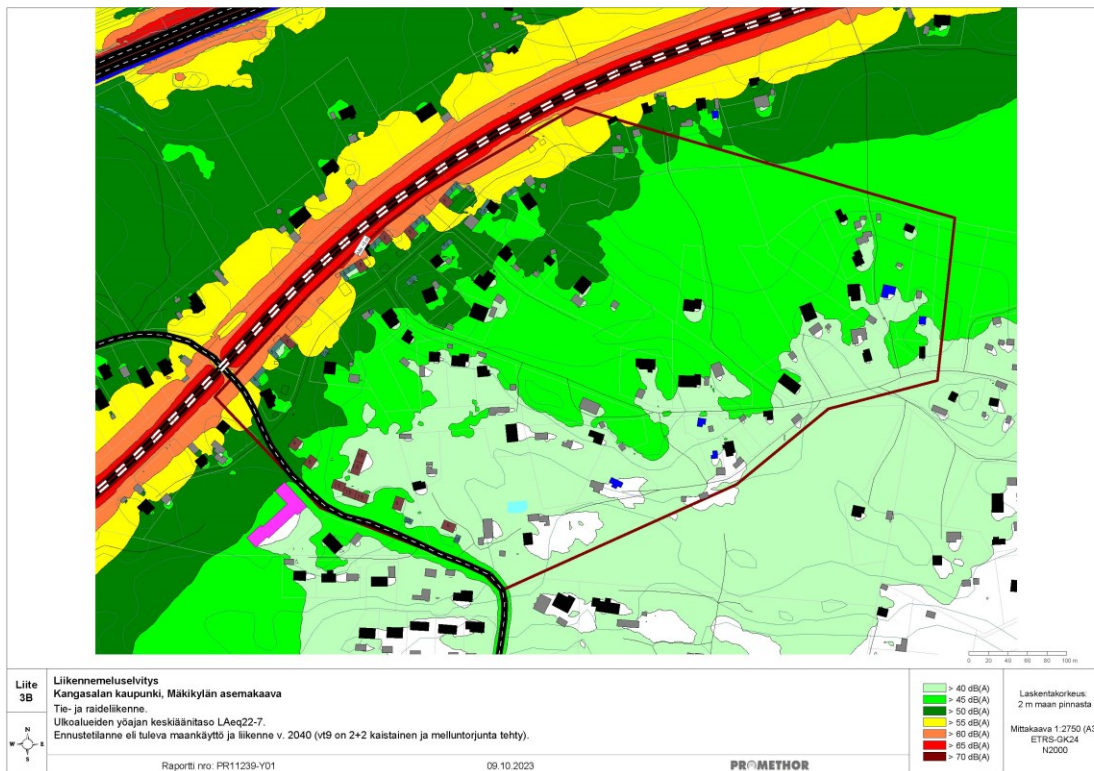 0 20 40 60 80 100 m
Liite
3B
N
W E
S
Liikennemeluselvitys
Kangasalan kaupunki, Mäkikylän asemakaava
Tie- ja raideliikenne.
Ulkoalueiden yöajan keskiäänitaso LAeq22-7.
Ennustetilanne eli tuleva maankäyttö ja liikenne v. 2040 (vt9 on 2+2 kaistainen ja melluntorjunta tehty).
Raportti nro: PR11239-Y01
09.10.2023
PROMETHOR
> 40 dB(A)
> 45 dB(A)
> 50 dB(A)
> 55 dB(A)
> 60 dB(A)
> 65 dB(A)
> 70 dB(A)
Laskentakorkeus:
2 m maan pinnasta
Mittakaava 1:2750 (A3)
ETRS-GK24
N2000